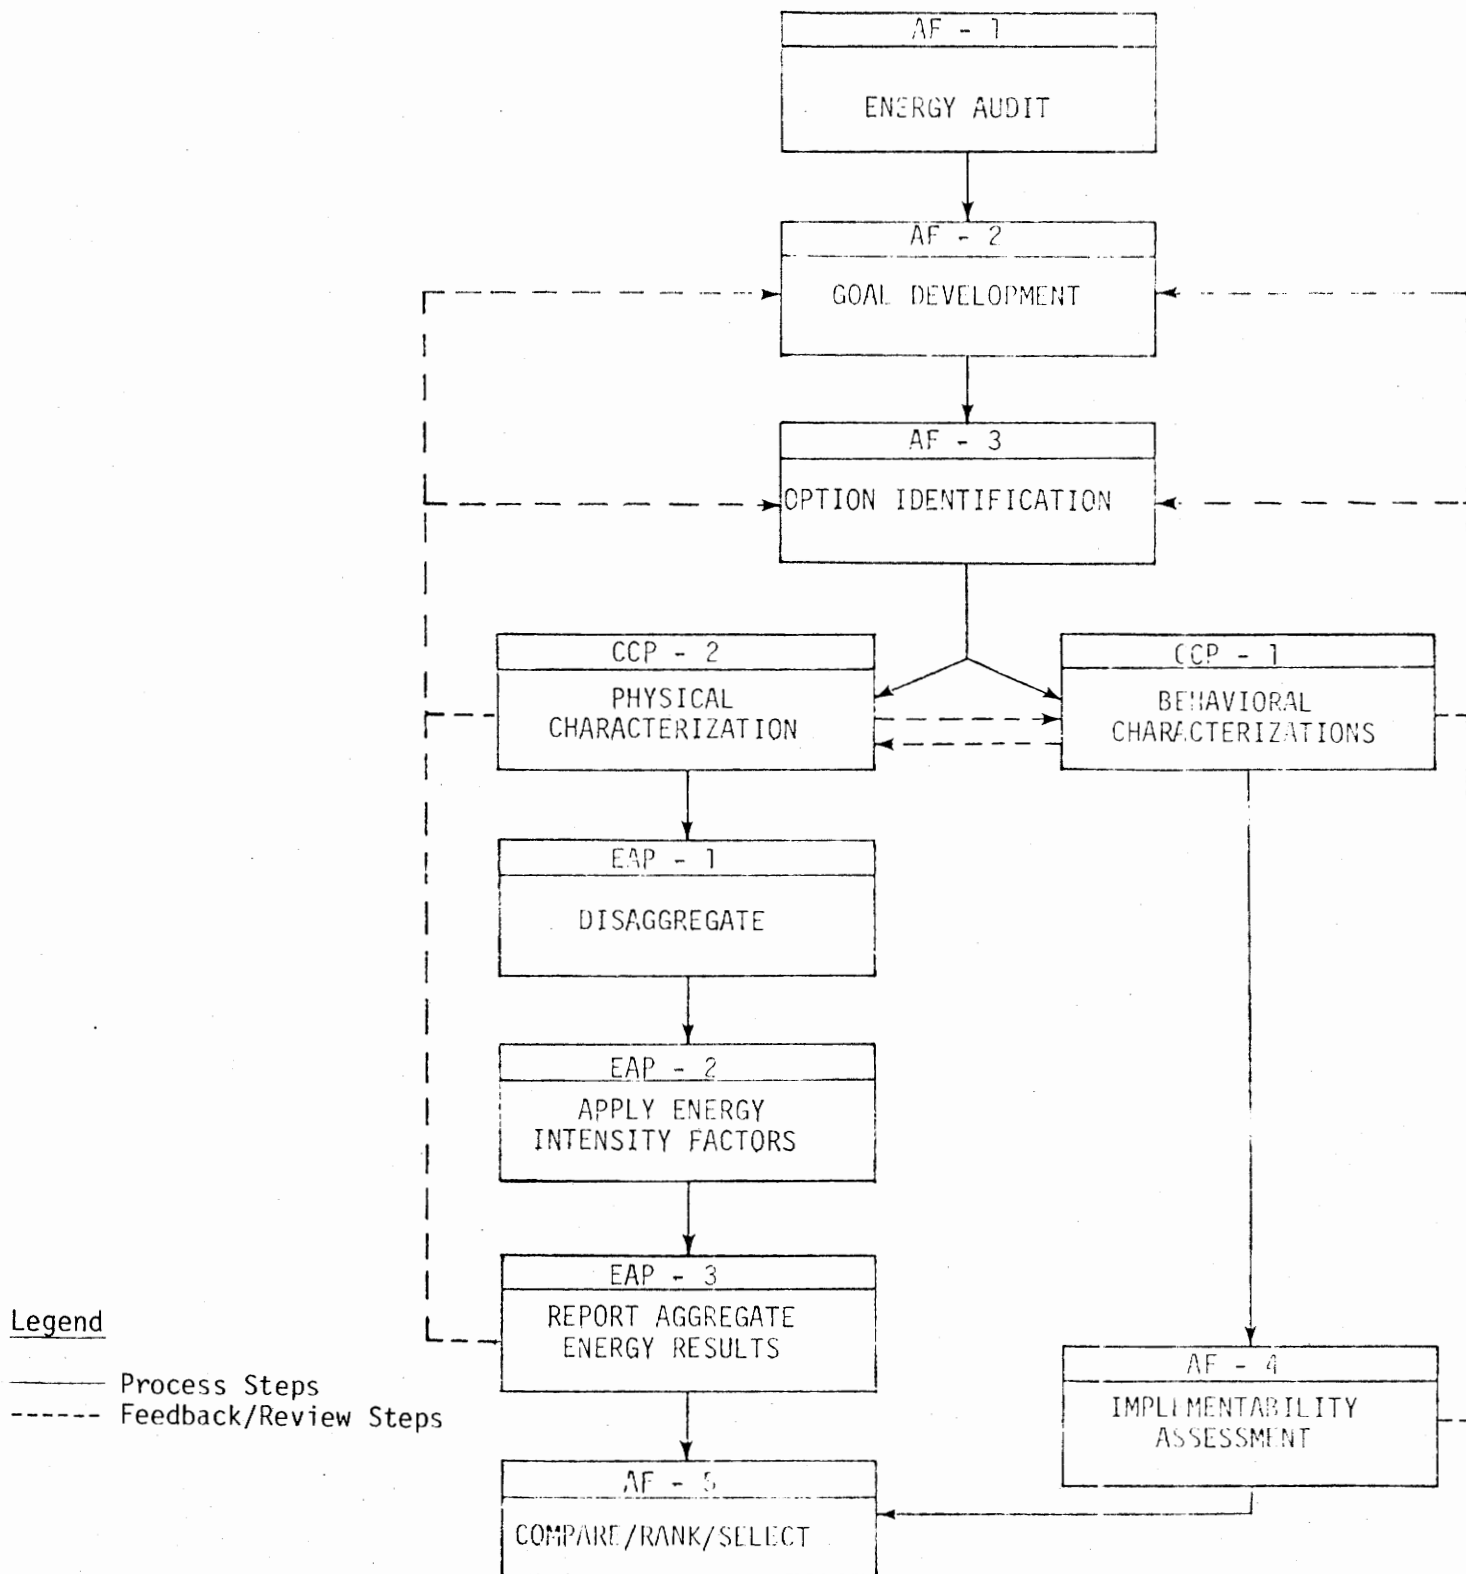 AF - 1
ENERGY AUDIT
AF - 2
GOAL DEVELOPMENT
AF - 3
OPTION IDENTIFICATION
CCP - 2
PHYSICAL
CHARACTERIZATION
CCP - 1
BEHAVIORAL
CHARACTERIZATIONS
EAP - 1
DISAGGREGATE
EAP - 2
APPLY ENERGY
INTENSITY FACTORS
EAP - 3
REPORT AGGREGATE
ENERGY RESULTS
Legend
Process Steps
Feedback/Review Steps
AF - 4
IMPLEMENTABILITY
ASSESSMENT
AF - 5
COMPARE/RANK/SELECT